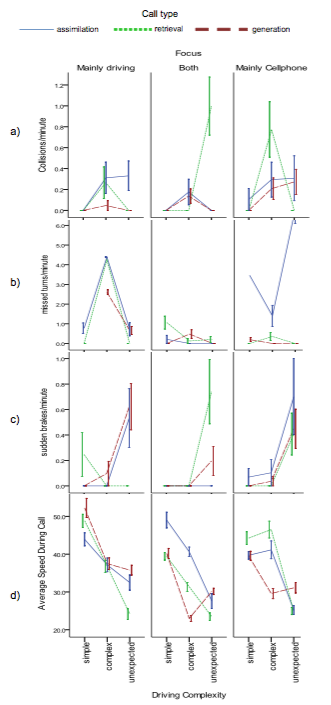 Call type
assimilation retrieval generation
Focus
Mainly driving Both Mainly Cellphone
a)
Collisions/minute
1.2
1.0
0.8
0.6
0.4
0.2
0.0
b)
missed turns/minute
6.0
5.0
4.0
3.0
2.0
1.0
0.0
c)
sudden brakes/minute
1.0
0.8
0.6
0.4
0.2
0.0
d)
Average Speed During Call
50.0
40.0
30.0
20.0
simple complex unexpected simple complex unexpected simple complex unexpected
Driving Complexity